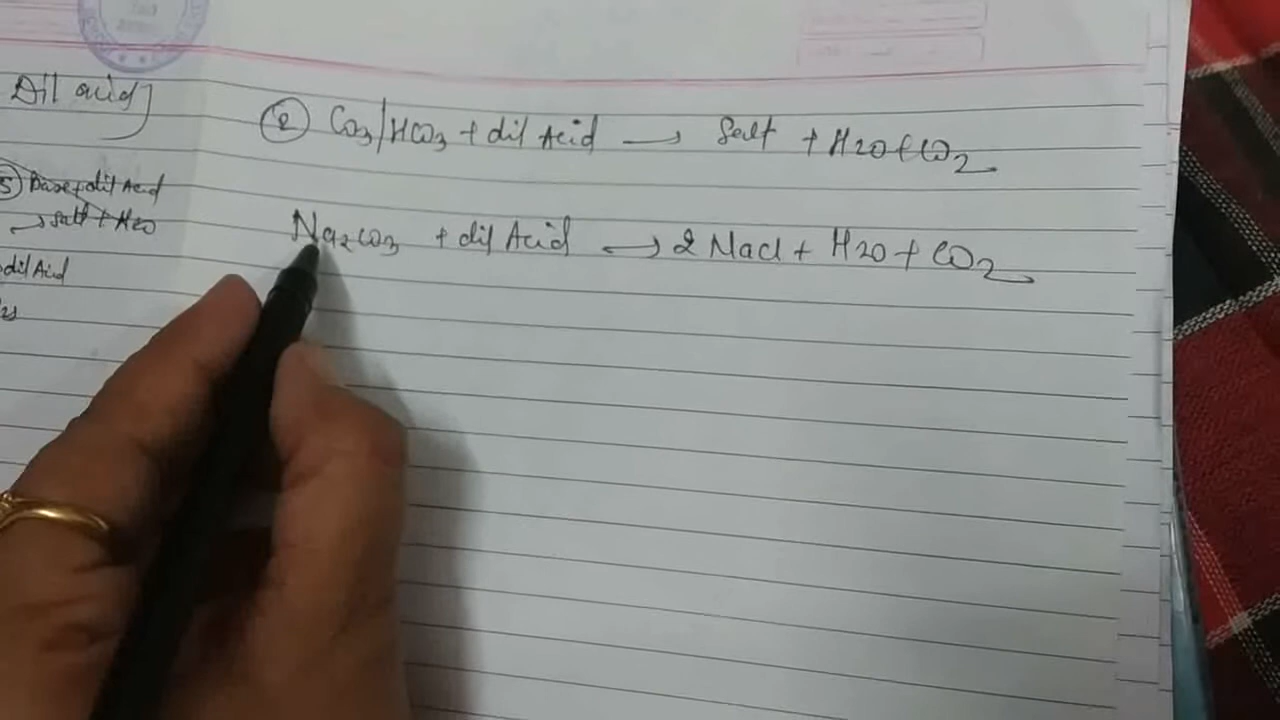 Dil acid]
② CO3/HCO3 + dil Acid → Salt + H2O + CO2
⑤ Base + dil Acid
→ salt + H2O
Na2CO3 + dil Acid → 2 NaCl + H2O + CO2
dil Acid